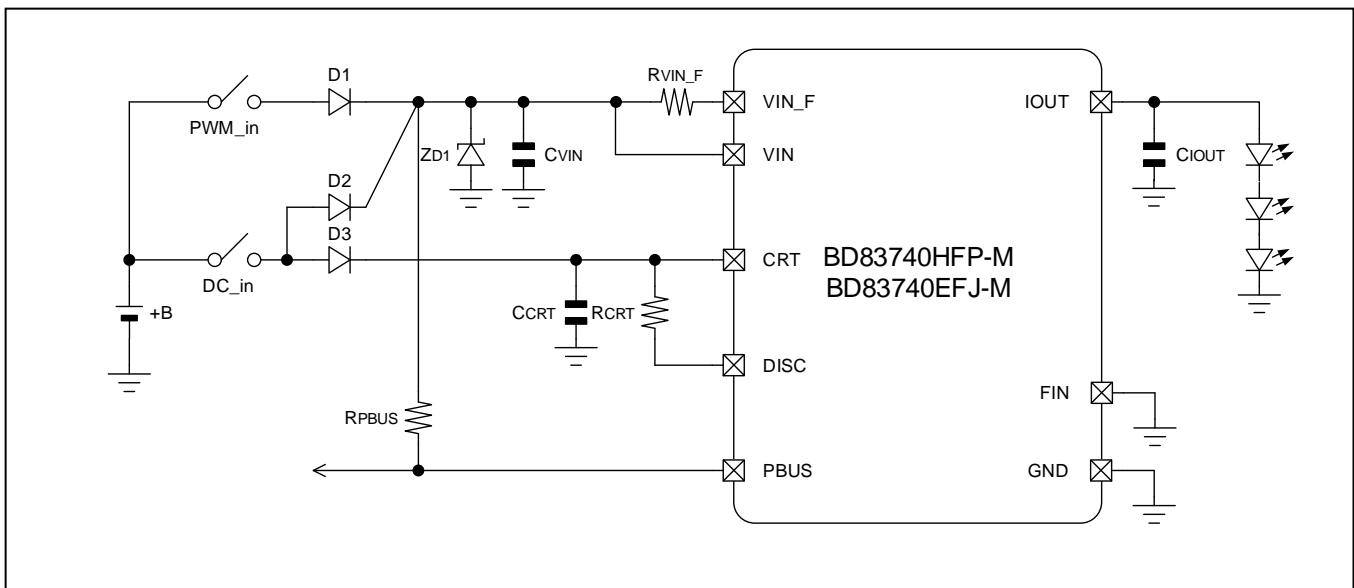 D1
PWM_in
ZD1
CVIN
RVIN_F
VIN_F
VIN
IOUT
CIOUT
D2
D3
DC_in
+B
CCRT
RCRT
CRT
DISC
BD83740HFP-M
BD83740EFJ-M
RPBUS
PBUS
FIN
GND